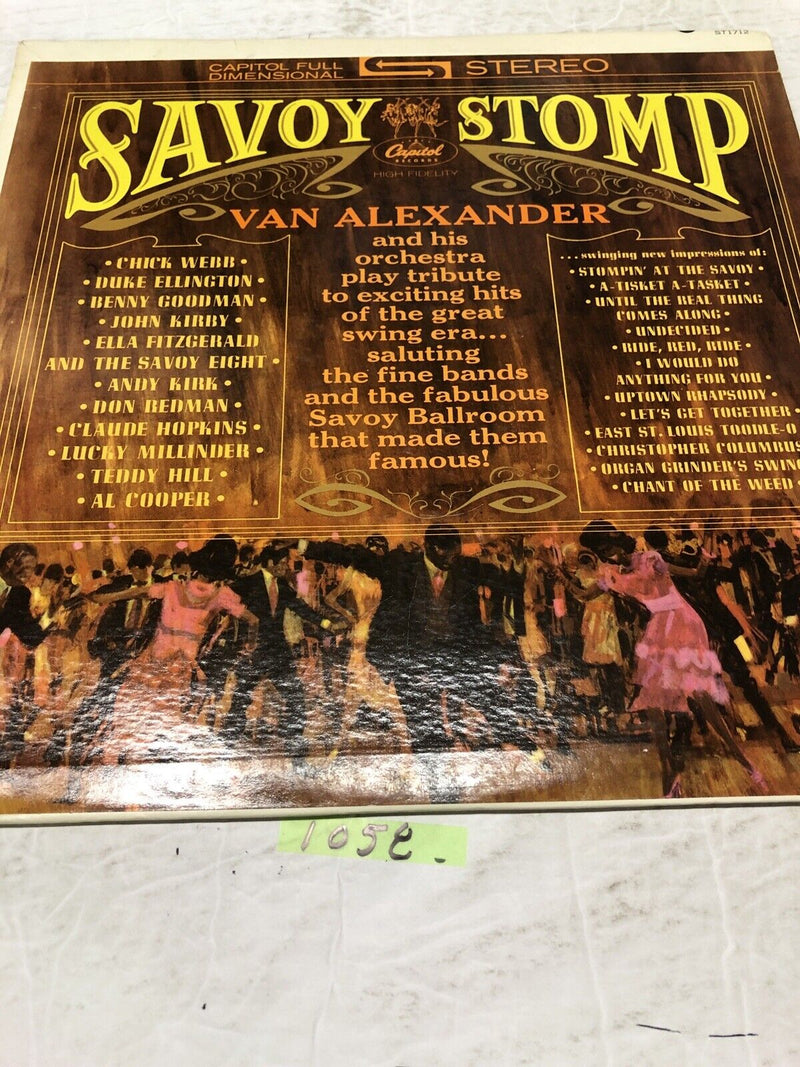 ST1712
CAPITOL FULL
DIMENSIONAL
STEREO
SAVOY STOMP
Capitol
RECORDS
HIGH FIDELITY
VAN ALEXANDER
and his
orchestra
play tribute
to exciting hits
of the great
swing era...
saluting
the fine bands
and the fabulous
Savoy Ballroom
that made them
famous!
• CHICK WEBB •
• DUKE ELLINGTON •
• BENNY GOODMAN •
• JOHN KIRBY •
• ELLA FITZGERALD
AND THE SAVOY EIGHT •
• ANDY KIRK •
• DON REDMAN •
• CLAUDE HOPKINS •
• LUCKY MILLINDER •
• TEDDY HILL •
• AL COOPER •
...swinging new impressions of:
• STOMPIN' AT THE SAVOY •
• A-TISKET A-TASKET •
• UNTIL THE REAL THING
COMES ALONG •
• UNDECIDED •
• RIDE, RED, RIDE •
• I WOULD DO
ANYTHING FOR YOU •
• UPTOWN RHAPSODY •
• LET'S GET TOGETHER •
• EAST ST. LOUIS TOODLE-O
• CHRISTOPHER COLUMBUS
• ORGAN GRINDER'S SWING
• CHANT OF THE WEED •